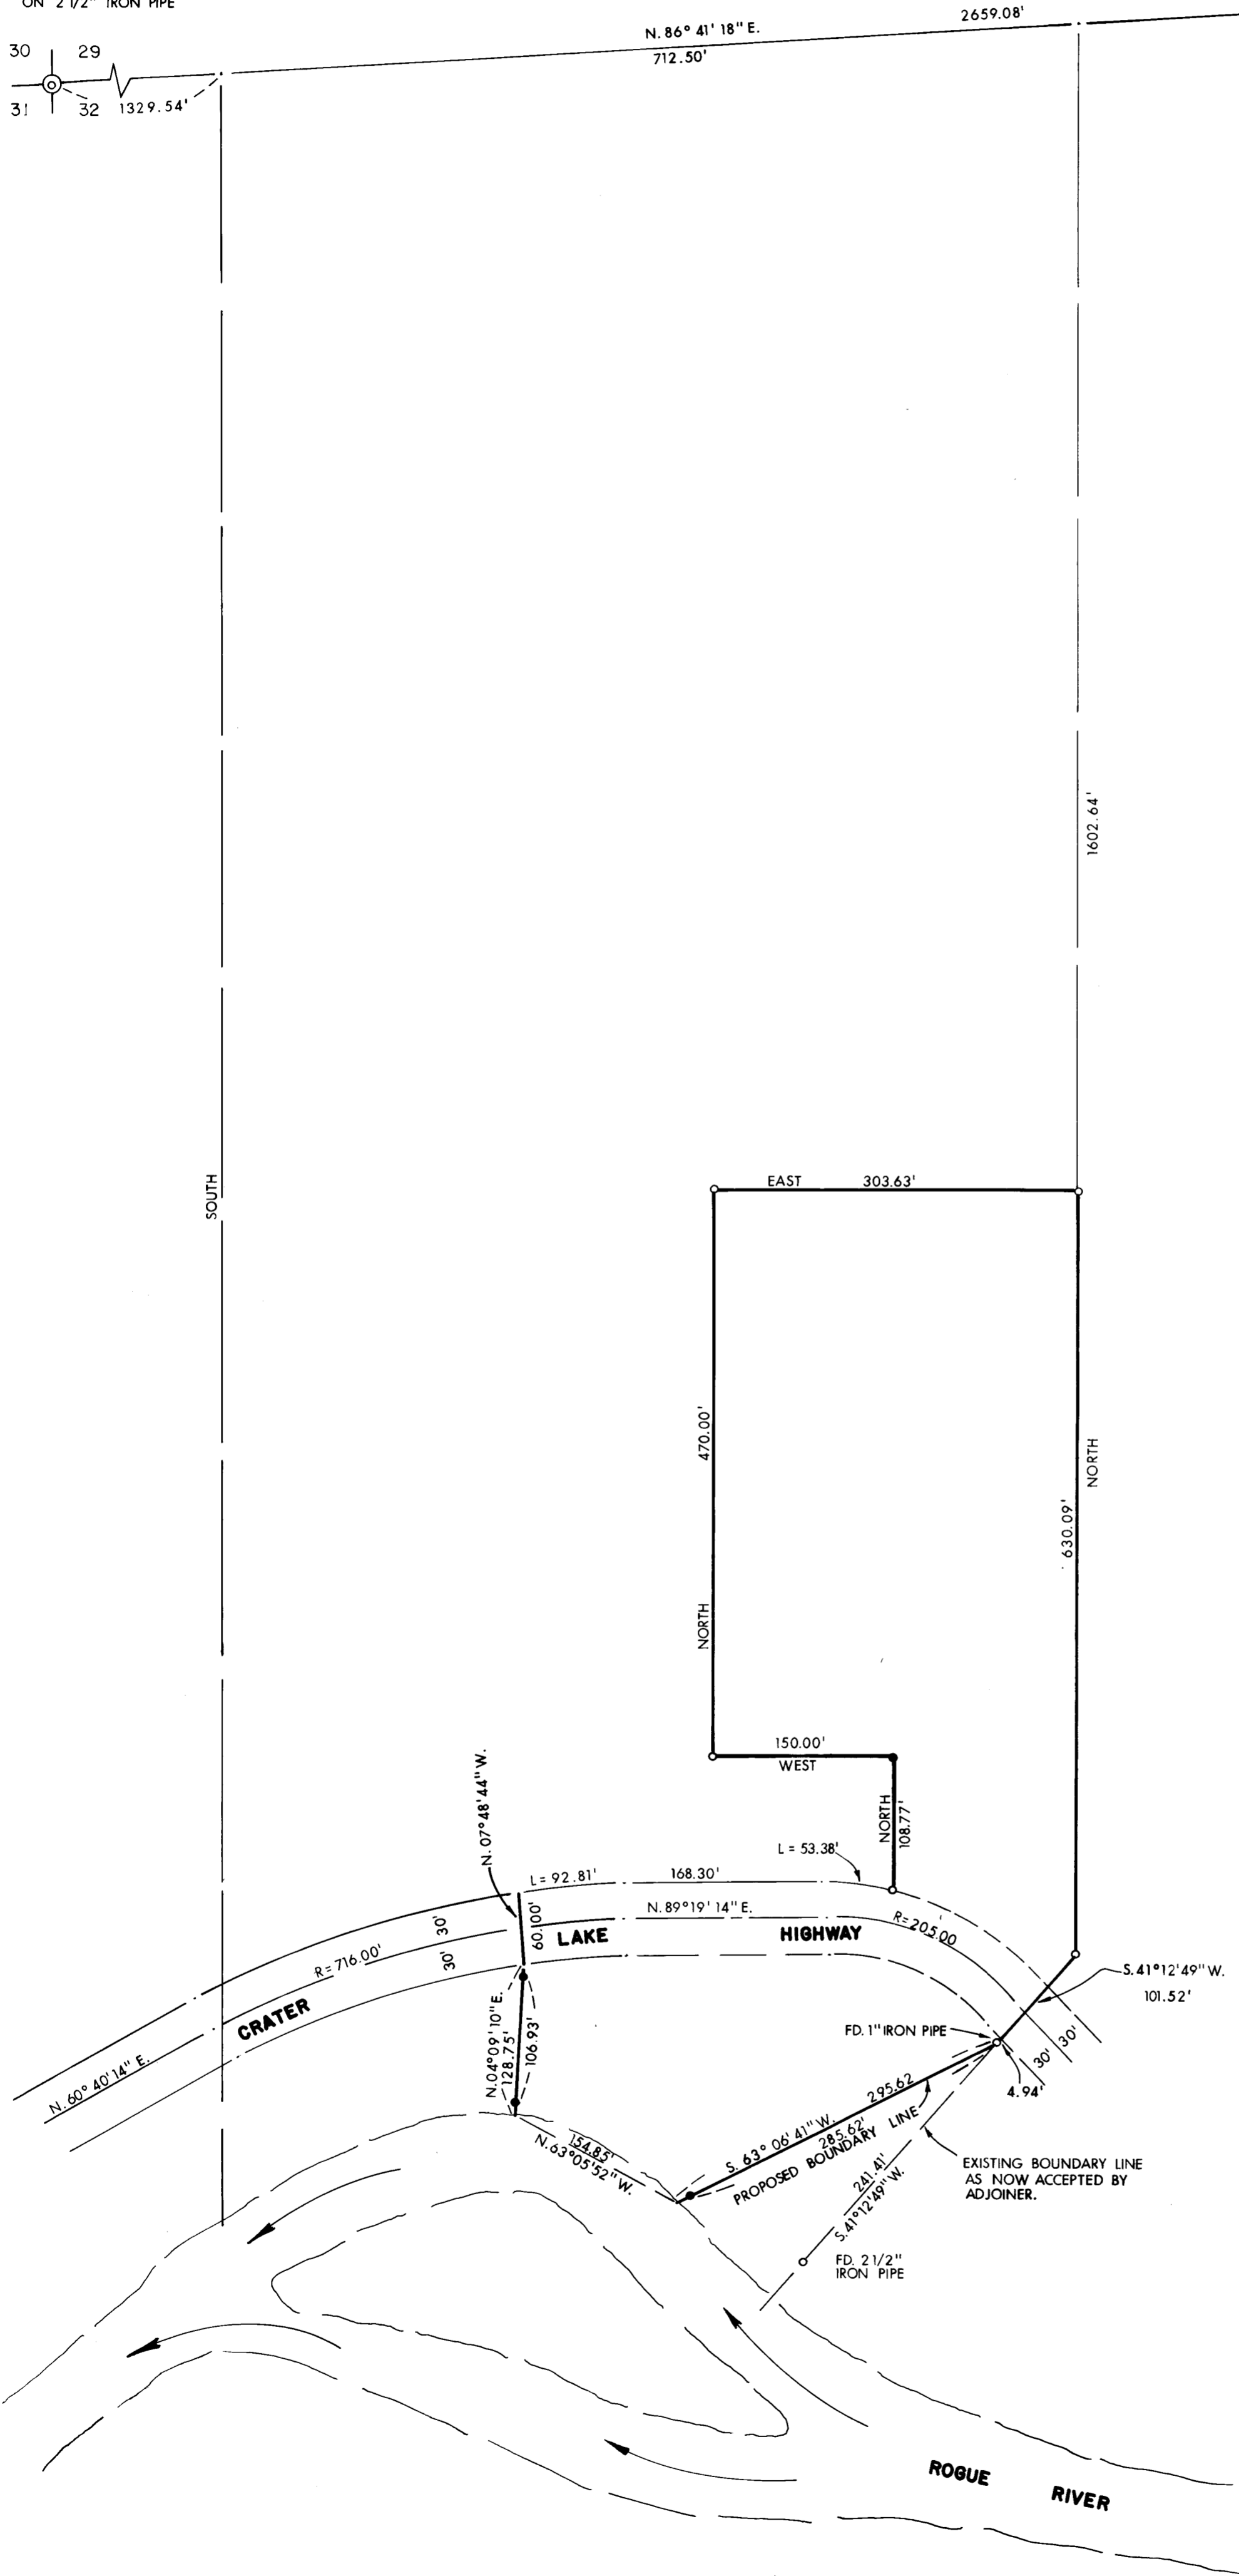 ON 2 1/2" IRON PIPE
2659.08'
N. 86° 41' 18" E.
712.50'
30
29
31
32
1329.54'
1602.64'
SOUTH
EAST
303.63'
470.00'
NORTH
NORTH
630.09'
150.00'
WEST
NORTH
108.77'
N. 07° 48' 44" W.
L = 53.38'
L = 92.81'
168.30'
N. 89° 19' 14" E.
R = 205.00'
30'
30'
60.00'
LAKE
HIGHWAY
R = 716.00'
CRATER
N. 60° 40' 14" E.
S. 41° 12' 49" W.
101.52'
FD. 1" IRON PIPE
30'
30'
4.94'
N. 04° 09' 10" E.
128.75'
106.93'
295.62
S. 63° 06' 41" W.
285.62'
PROPOSED BOUNDARY LINE
154.85'
N. 63° 05' 52" W.
241.41'
S. 41° 12' 49" W.
EXISTING BOUNDARY LINE
AS NOW ACCEPTED BY
ADJOINER.
FD. 2 1/2"
IRON PIPE
ROGUE
RIVER